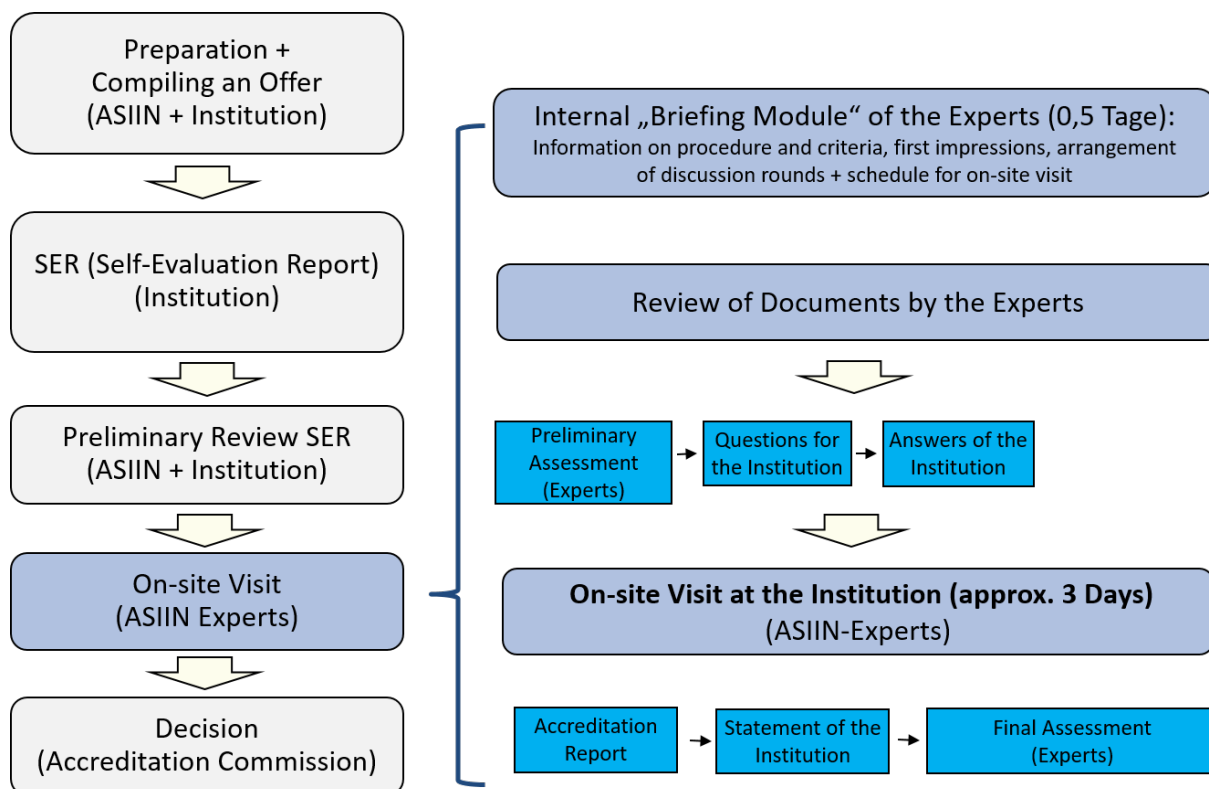 Preparation +
Compiling an Offer
(ASIIN + Institution)
SER (Self-Evaluation Report)
(Institution)
Preliminary Review SER
(ASIIN + Institution)
On-site Visit
(ASIIN Experts)
Decision
(Accreditation Commission)
Internal „Briefing Module“ of the Experts (0,5 Tage):
Information on procedure and criteria, first impressions, arrangement
of discussion rounds + schedule for on-site visit
Review of Documents by the Experts
Preliminary
Assessment
(Experts)
Questions for
the Institution
Answers of the
Institution
On-site Visit at the Institution (approx. 3 Days)
(ASIIN-Experts)
Accreditation
Report
Statement of the
Institution
Final Assessment
(Experts)